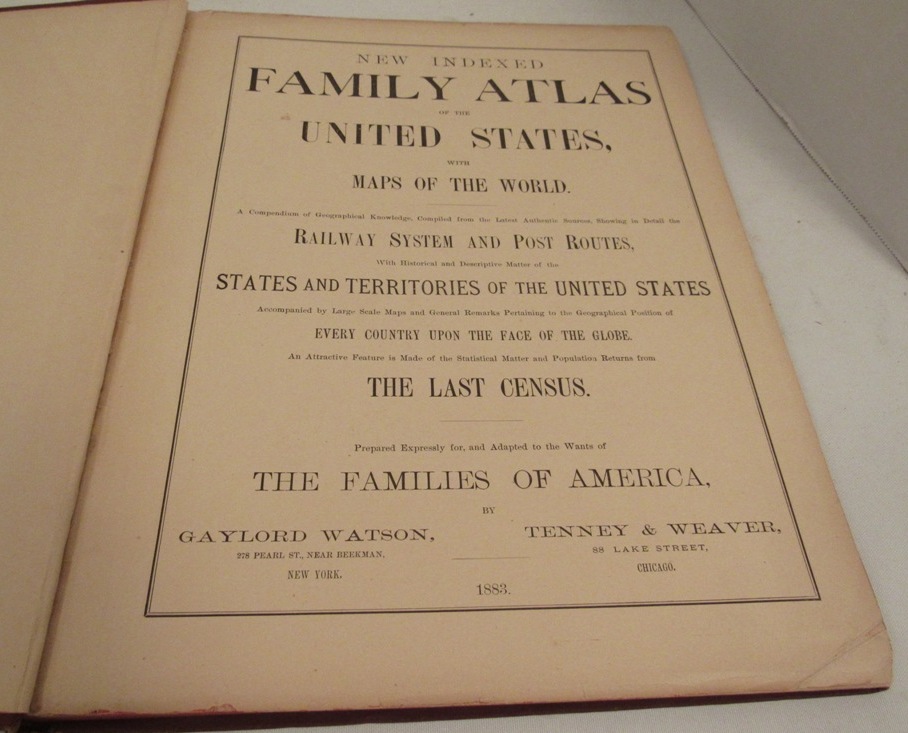 NEW INDEXED
FAMILY ATLAS
OF THE
UNITED STATES,
WITH
MAPS OF THE WORLD.
A Compendium of Geographical Knowledge, Compiled from the Latest Authentic Sources, Showing in Detail the
RAILWAY SYSTEM AND POST ROUTES,
With Historical and Descriptive Matter of the
STATES AND TERRITORIES OF THE UNITED STATES
Accompanied by Large Scale Maps and General Remarks Pertaining to the Geographical Position of
EVERY COUNTRY UPON THE FACE OF THE GLOBE.
An Attractive Feature is Made of the Statistical Matter and Population Returns from
THE LAST CENSUS.
Prepared Expressly for, and Adapted to the Wants of
THE FAMILIES OF AMERICA,
BY
GAYLORD WATSON,
278 PEARL ST., NEAR BEEKMAN,
NEW YORK.
TENNEY & WEAVER,
88 LAKE STREET,
CHICAGO.
1883.